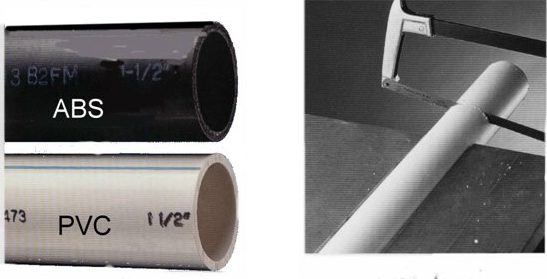 3 B2FM 1-1/2"
ABS
473 1 1/2"
PVC